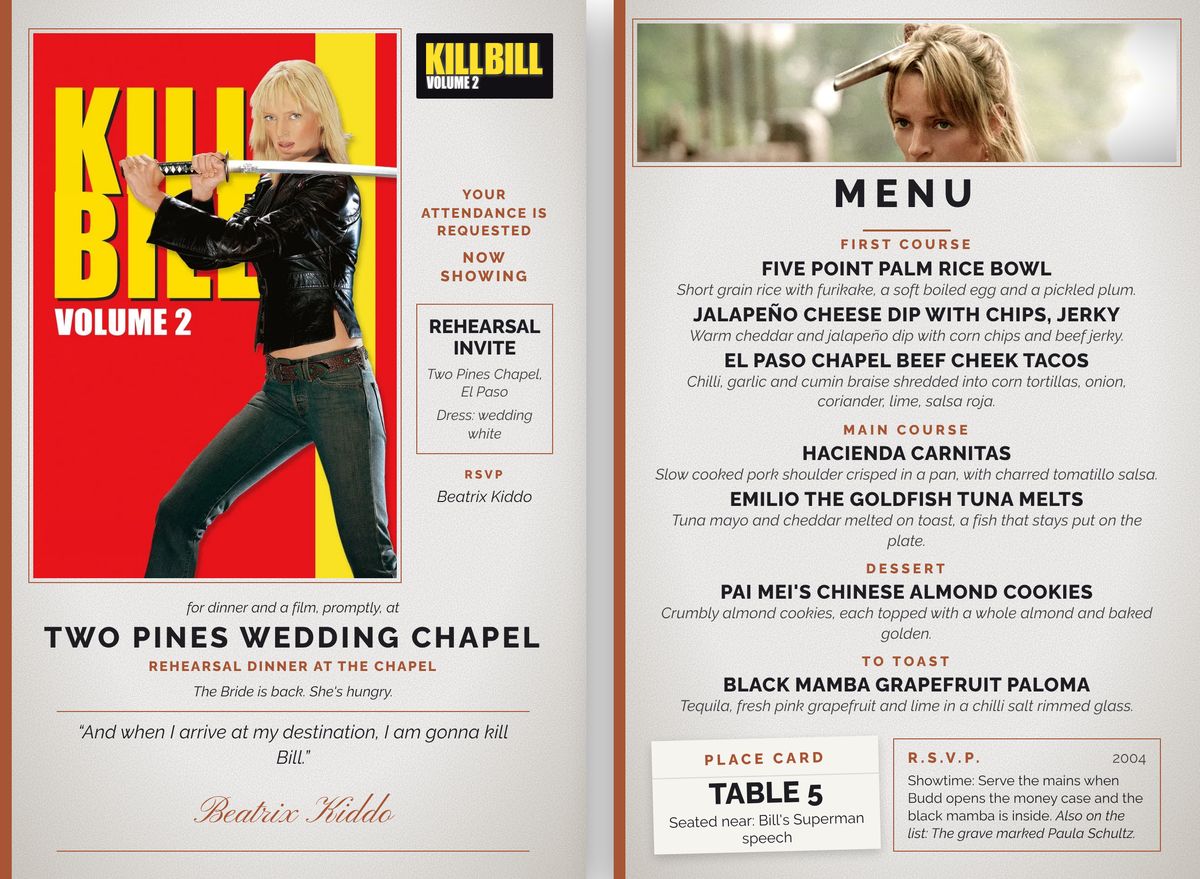 KILL
BILL
VOLUME 2
KILL BILL
VOLUME 2
YOUR
ATTENDANCE IS
REQUESTED
NOW
SHOWING
REHEARSAL
INVITE
Two Pines Chapel,
El Paso
Dress: wedding
white
RSVP
Beatrix Kiddo
for dinner and a film, promptly, at
TWO PINES WEDDING CHAPEL
REHEARSAL DINNER AT THE CHAPEL
The Bride is back. She's hungry.
“And when I arrive at my destination, I am gonna kill
Bill.”
Beatrix Kiddo
MENU
FIRST COURSE
FIVE POINT PALM RICE BOWL
Short grain rice with furikake, a soft boiled egg and a pickled plum.
JALAPEÑO CHEESE DIP WITH CHIPS, JERKY
Warm cheddar and jalapeño dip with corn chips and beef jerky.
EL PASO CHAPEL BEEF CHEEK TACOS
Chilli, garlic and cumin braise shredded into corn tortillas, onion,
coriander, lime, salsa roja.
MAIN COURSE
HACIENDA CARNITAS
Slow cooked pork shoulder crisped in a pan, with charred tomatillo salsa.
EMILIO THE GOLDFISH TUNA MELTS
Tuna mayo and cheddar melted on toast, a fish that stays put on the
plate.
DESSERT
PAI MEI'S CHINESE ALMOND COOKIES
Crumbly almond cookies, each topped with a whole almond and baked
golden.
TO TOAST
BLACK MAMBA GRAPEFRUIT PALOMA
Tequila, fresh pink grapefruit and lime in a chilli salt rimmed glass.
PLACE CARD
TABLE 5
Seated near: Bill's Superman
speech
R.S.V.P. 2004
Showtime: Serve the mains when
Budd opens the money case and the
black mamba is inside. Also on the
list: The grave marked Paula Schultz.